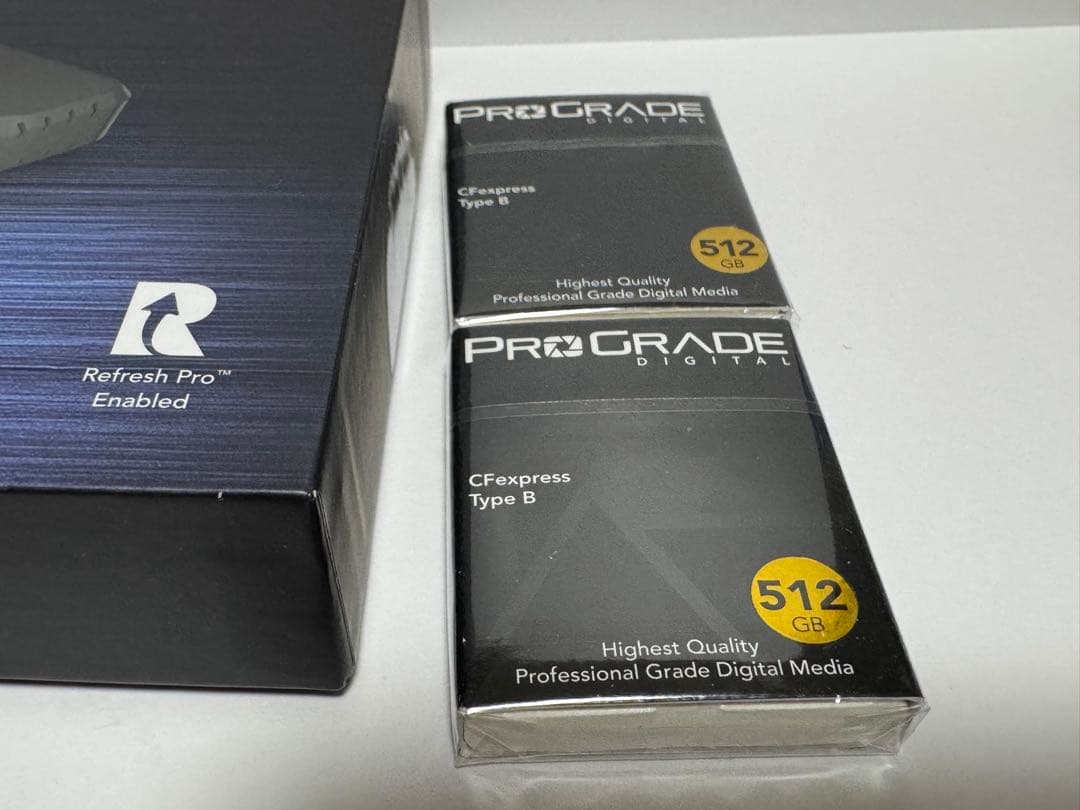 Refresh Pro™
Enabled
PROGRADE
DIGITAL
CFexpress
Type B
512
GB
Highest Quality
Professional Grade Digital Media
PROGRADE
DIGITAL
CFexpress
Type B
512
GB
Highest Quality
Professional Grade Digital Media